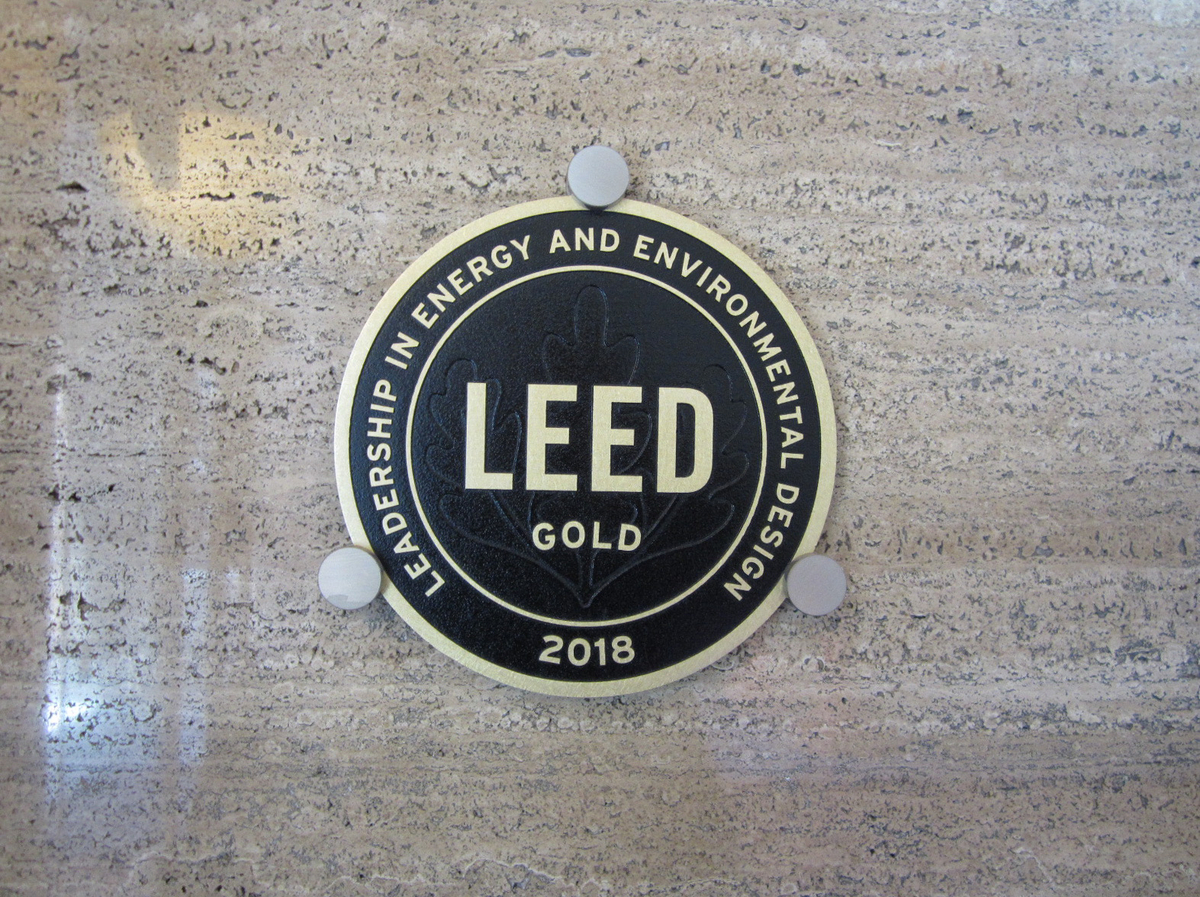 LEADERSHIP IN ENERGY AND ENVIRONMENTAL DESIGN
LEED
GOLD
2018